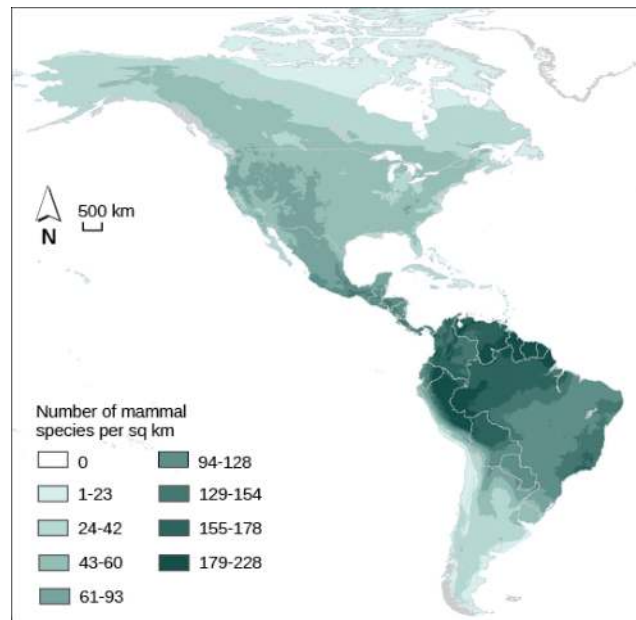 500 km
N
Number of mammal
species per sq km
0
1-23
24-42
43-60
61-93
94-128
129-154
155-178
179-228